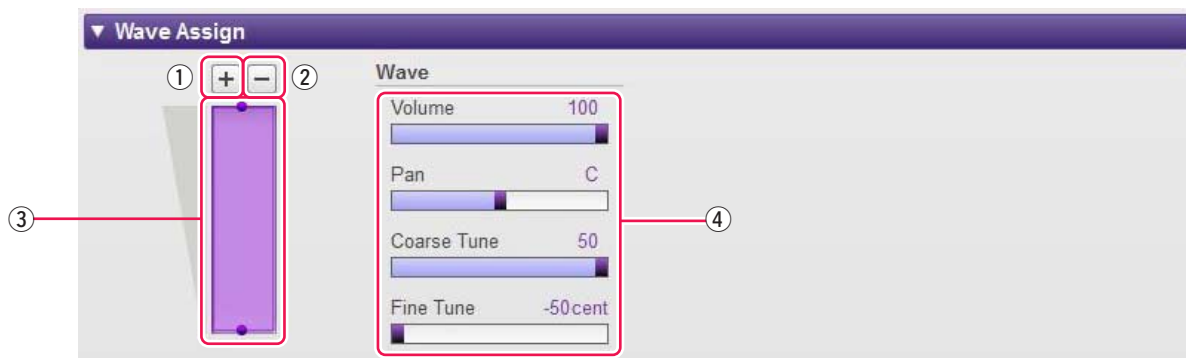 ▼ Wave Assign
① + − ②
Wave
Volume 100
Pan C
③ ④
Coarse Tune 50
Fine Tune -50cent